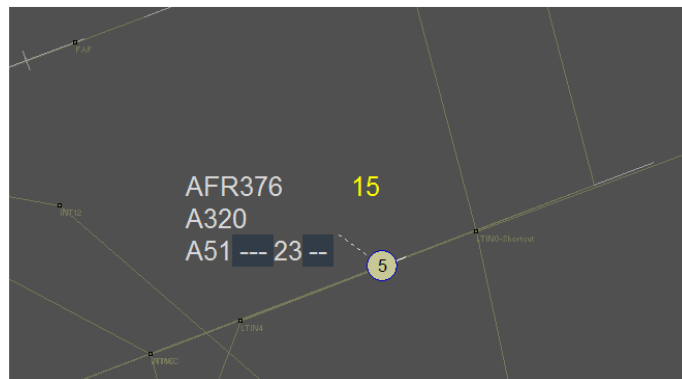 FAF
AFR376 15
INT12
A320
LTIN0-Shortcut
A51 --- 23 --
5
LTIN4